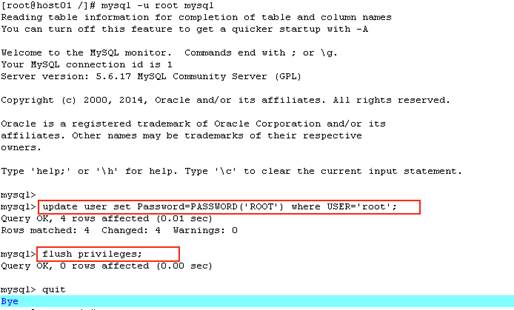 [root@host01 /]# mysql -u root mysql
Reading table information for completion of table and column names
You can turn off this feature to get a quicker startup with -A
Welcome to the MySQL monitor.  Commands end with ; or \g.
Your MySQL connection id is 1
Server version: 5.6.17 MySQL Community Server (GPL)
Copyright (c) 2000, 2014, Oracle and/or its affiliates. All rights reserved.
Oracle is a registered trademark of Oracle Corporation and/or its
affiliates. Other names may be trademarks of their respective
owners.
Type 'help;' or '\h' for help. Type '\c' to clear the current input statement.
mysql>
mysql> update user set Password=PASSWORD('ROOT') where USER='root';
Query OK, 4 rows affected (0.01 sec)
Rows matched: 4  Changed: 4  Warnings: 0
mysql> flush privileges;
Query OK, 0 rows affected (0.00 sec)
mysql> quit
Bye